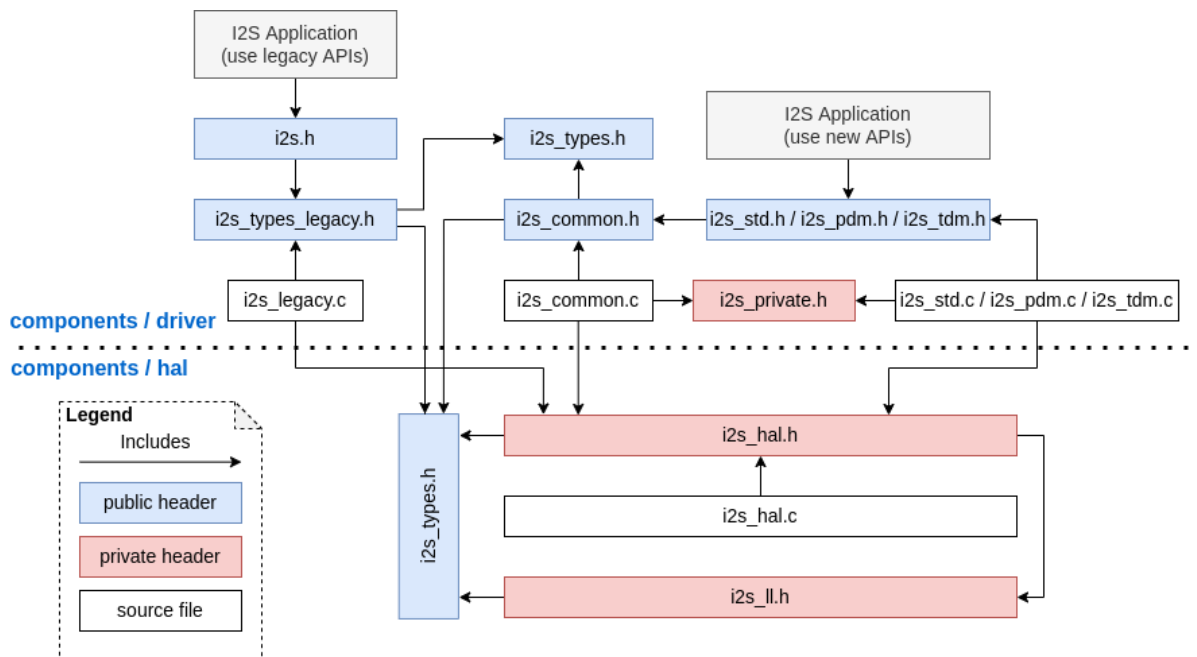 I2S Application
(use legacy APIs)
i2s.h
i2s_types.h
I2S Application
(use new APIs)
i2s_types_legacy.h
i2s_common.h
i2s_std.h / i2s_pdm.h / i2s_tdm.h
i2s_legacy.c
i2s_common.c
i2s_private.h
i2s_std.c / i2s_pdm.c / i2s_tdm.c
components / driver
components / hal
Legend
Includes
public header
private header
source file
i2s_types.h
i2s_hal.h
i2s_hal.c
i2s_ll.h